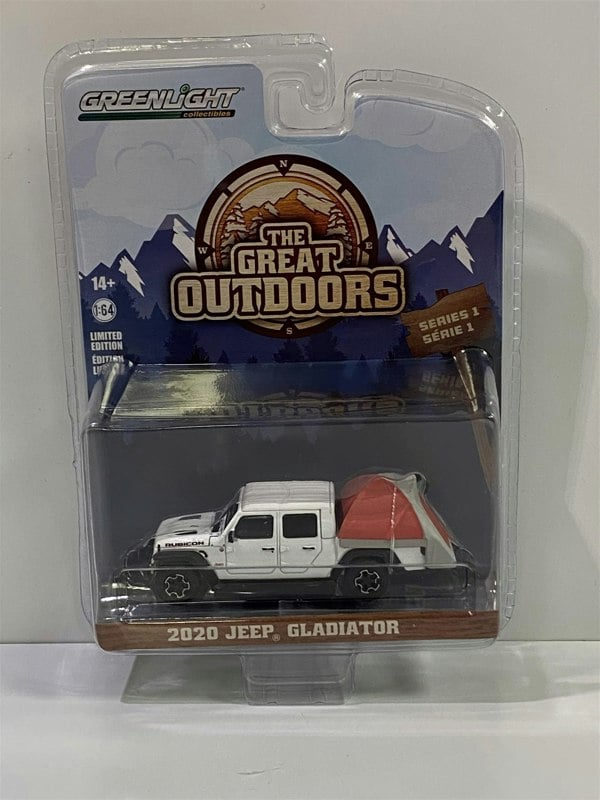 GREENLIGHT
collectibles
N
W
E
S
THE
GREAT
OUTDOORS
14+
1:64
LIMITED
EDITION
SERIES 1
SÉRIE 1
RUBICON
2020 JEEP® GLADIATOR